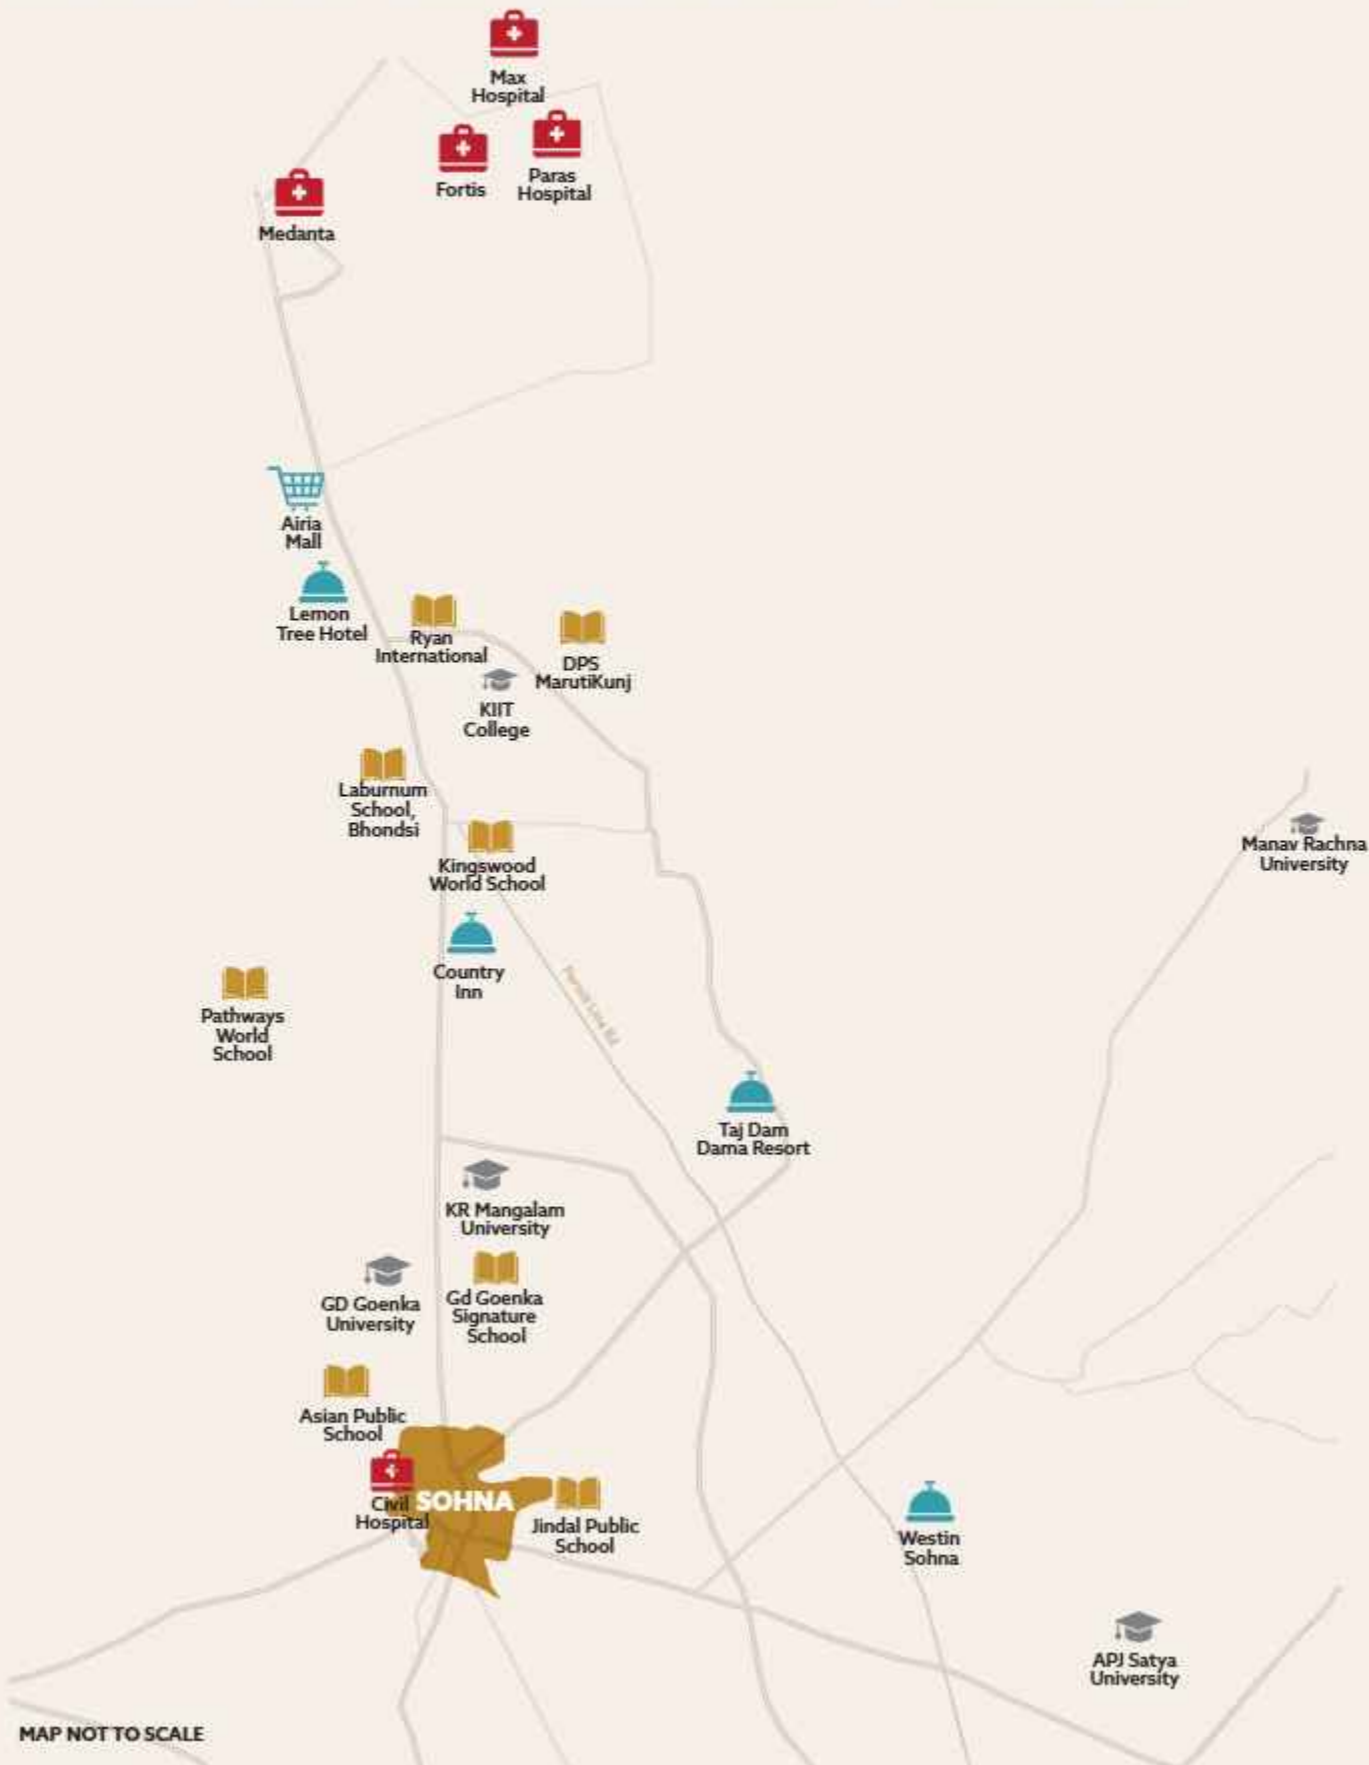 Max
Hospital
Fortis
Paras
Hospital
Medanta
Airia
Mall
Lemon
Tree Hotel
Ryan
International
DPS
MarutiKunj
KIIT
College
Laburnum
School,
Bhondsi
Kingswood
World School
Manav Rachna
University
Country
Inn
Pathways
World
School
Taj Dam
Dama Resort
KR Mangalam
University
GD Goenka
University
Gd Goenka
Signature
School
Asian Public
School
Civil
Hospital
SOHNA
Jindal Public
School
Westin
Sohna
APJ Satya
University
MAP NOT TO SCALE